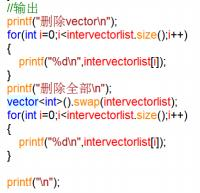 //输出
printf("删除vector\n");
for(int i=0;i<intervectorlist.size();i++)
{
printf("%d\n",intervectorlist[i]);
}
printf("删除全部\n");
vector<int>().swap(intervectorlist);
for(int i=0;i<intervectorlist.size();i++)
{
printf("%d\n",intervectorlist[i]);
}
printf("\n");